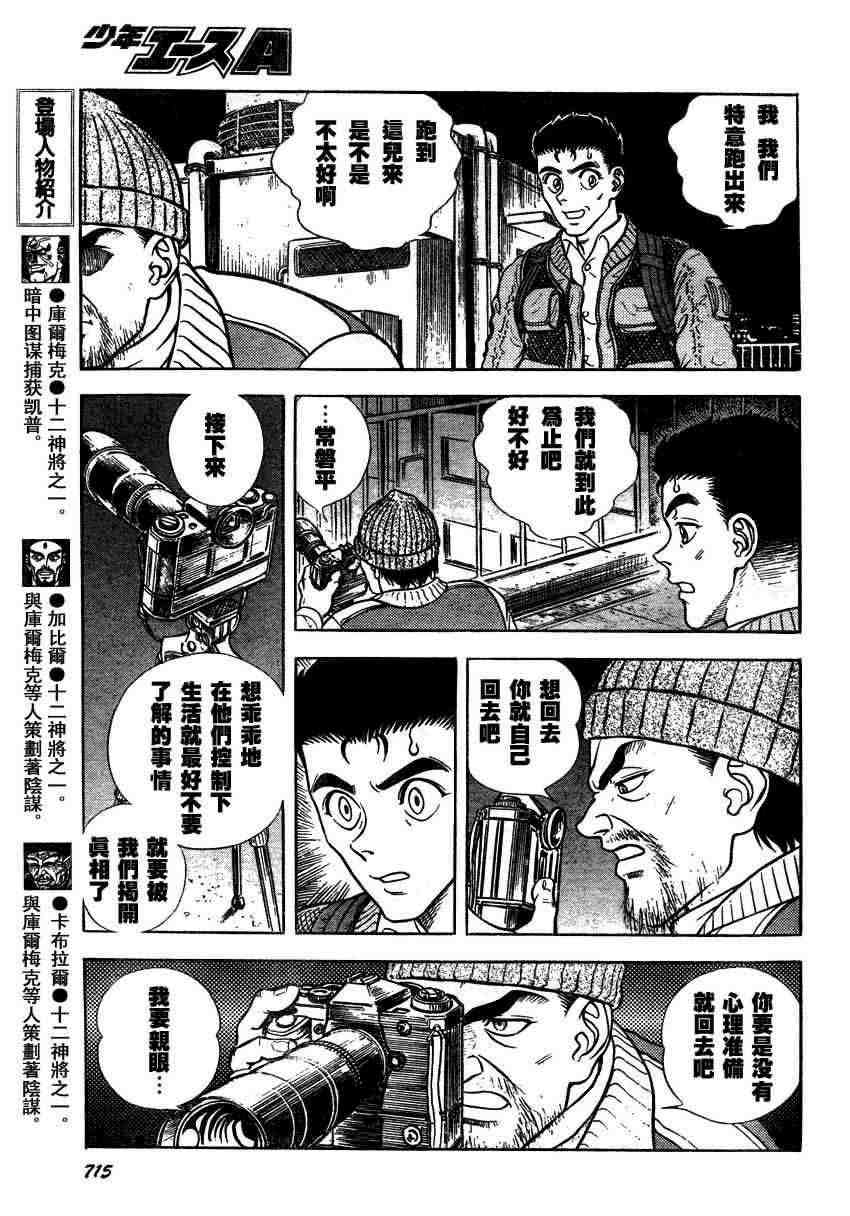 少年エースA
我 我們
特意跑出來
跑到
這兒來
是不是
不太好啊
我們就到此
為止吧
好不好
…常磐平
接下來
想回去
你就自己
回去吧
想乖乖地
在他們控制下
生活就最好不要
了解的事情
就要被
我們揭開
真相了
你要是没有
心理准備
就回去吧
我要親眼…
登場人物紹介
●庫爾梅克●十二神將之一。
暗中图谋捕获凯普。
●加比爾●十二神將之一。
與庫爾梅克等人策劃著陰謀。
●卡布拉爾●十二神將之一。
與庫爾梅克等人策劃著陰謀。
715